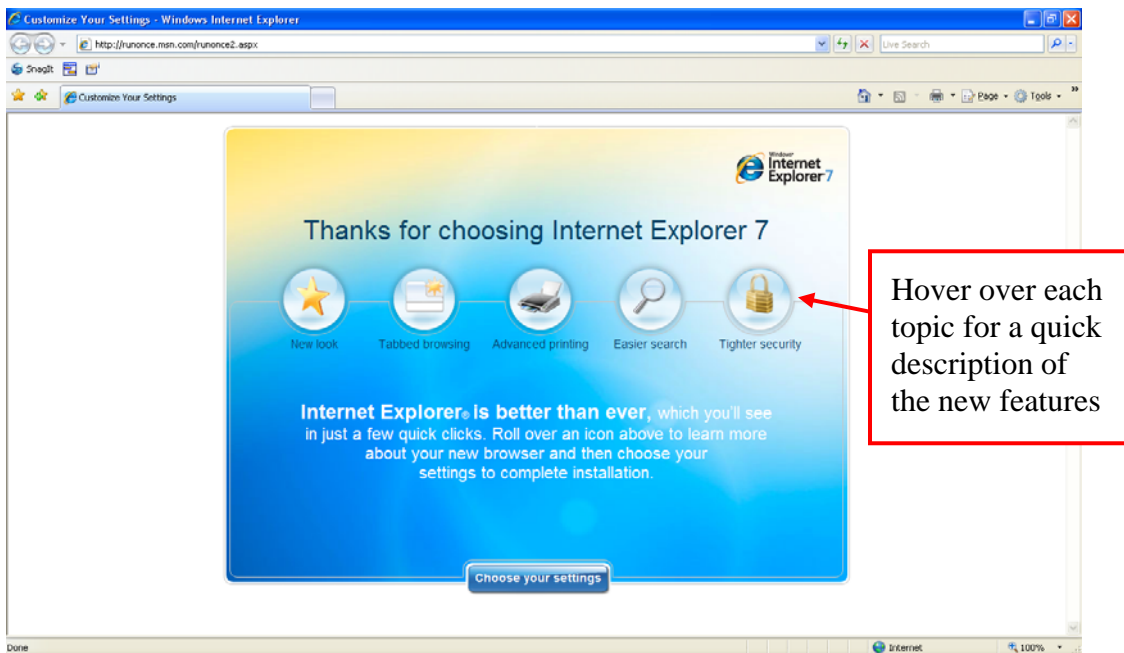 Customize Your Settings - Windows Internet Explorer
http://runonce.msn.com/runonce2.aspx
Live Search
SnagIt
Customize Your Settings
Page
Tools
Windows
Internet
Explorer 7
Thanks for choosing Internet Explorer 7
New look
Tabbed browsing
Advanced printing
Easier search
Tighter security
Hover over each
topic for a quick
description of
the new features
Internet Explorer® is better than ever, which you'll see
in just a few quick clicks. Roll over an icon above to learn more
about your new browser and then choose your
settings to complete installation.
Choose your settings
Done
Internet
100%